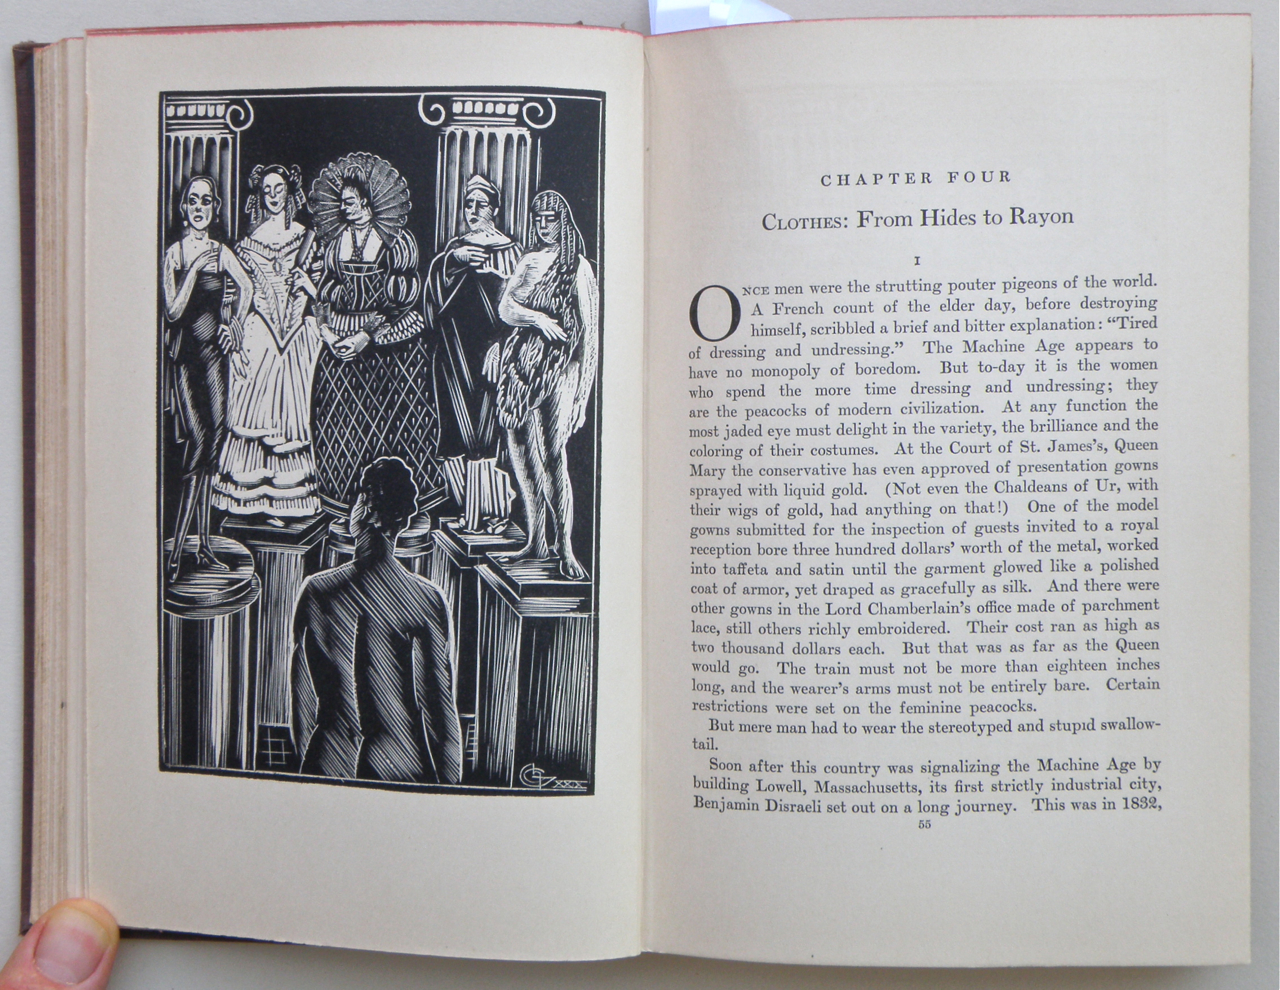 XXX
CHAPTER FOUR
CLOTHES: From Hides to Rayon
I
ONCE men were the strutting pouter pigeons of the world.
A French count of the elder day, before destroying
himself, scribbled a brief and bitter explanation: “Tired
of dressing and undressing.” The Machine Age appears to
have no monopoly of boredom. But to-day it is the women
who spend the more time dressing and undressing; they
are the peacocks of modern civilization. At any function the
most jaded eye must delight in the variety, the brilliance and the
coloring of their costumes. At the Court of St. James’s, Queen
Mary the conservative has even approved of presentation gowns
sprayed with liquid gold. (Not even the Chaldeans of Ur, with
their wigs of gold, had anything on that!) One of the model
gowns submitted for the inspection of guests invited to a royal
reception bore three hundred dollars’ worth of the metal, worked
into taffeta and satin until the garment glowed like a polished
coat of armor, yet draped as gracefully as silk. And there were
other gowns in the Lord Chamberlain’s office made of parchment
lace, still others richly embroidered. Their cost ran as high as
two thousand dollars each. But that was as far as the Queen
would go. The train must not be more than eighteen inches
long, and the wearer’s arms must not be entirely bare. Certain
restrictions were set on the feminine peacocks.
But mere man had to wear the stereotyped and stupid swallow-
tail.
Soon after this country was signalizing the Machine Age by
building Lowell, Massachusetts, its first strictly industrial city,
Benjamin Disraeli set out on a long journey. This was in 1832,
55